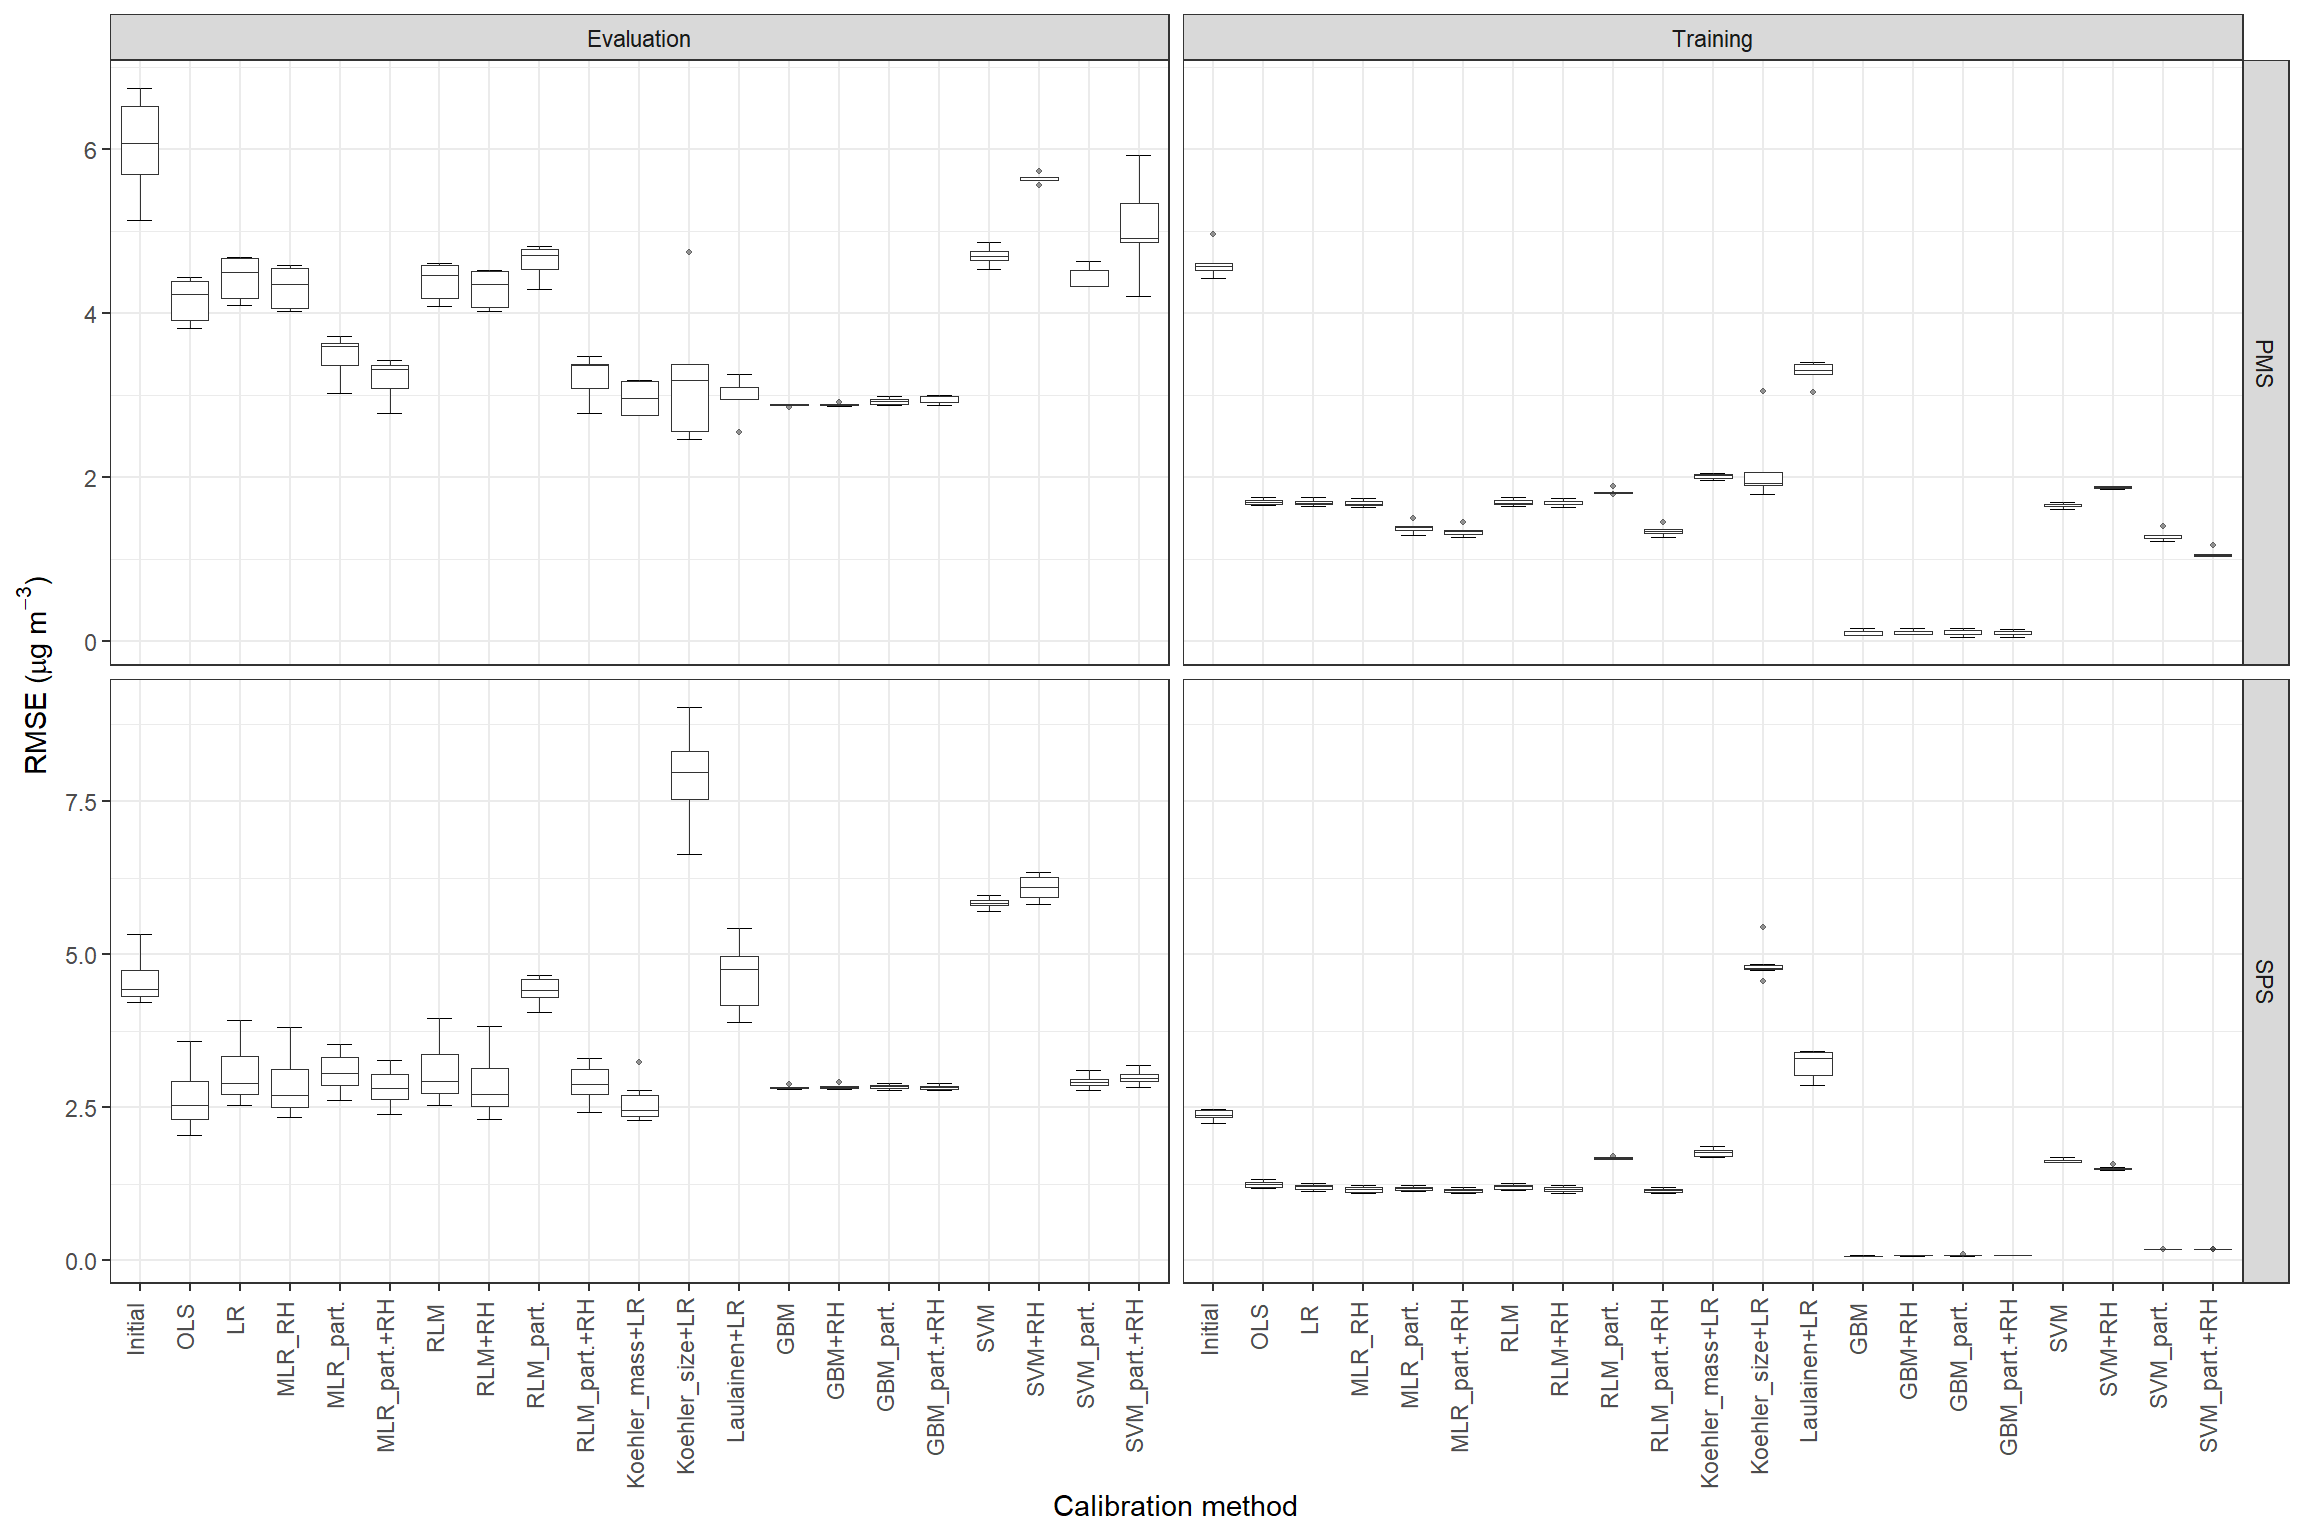 Evaluation
Training
6
4
2
0
PMS
7.5
5.0
2.5
0.0
SPS
RMSE (µg m⁻³)
Initial
OLS
LR
MLR_RH
MLR_part.
MLR_part.+RH
RLM
RLM+RH
RLM_part.
RLM_part.+RH
Koehler_mass+LR
Koehler_size+LR
Laulainen+LR
GBM
GBM+RH
GBM_part.
GBM_part.+RH
SVM
SVM+RH
SVM_part.
SVM_part.+RH
Initial
OLS
LR
MLR_RH
MLR_part.
MLR_part.+RH
RLM
RLM+RH
RLM_part.
RLM_part.+RH
Koehler_mass+LR
Koehler_size+LR
Laulainen+LR
GBM
GBM+RH
GBM_part.
GBM_part.+RH
SVM
SVM+RH
SVM_part.
SVM_part.+RH
Calibration method